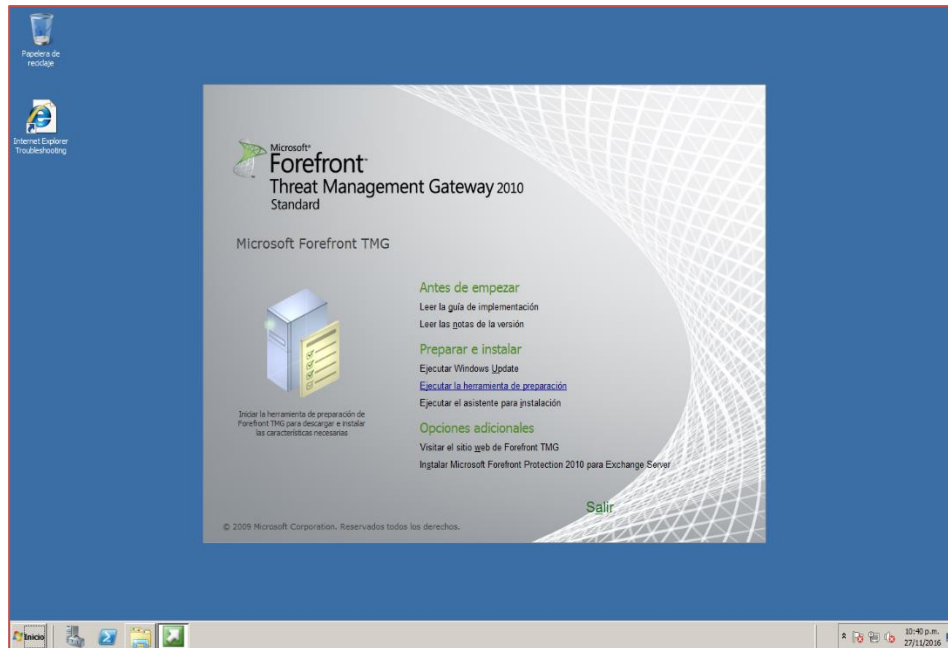 Papelera de
reciclaje
Internet Explorer
Troubleshooting
Microsoft®
Forefront™
Threat Management Gateway 2010
Standard
Microsoft Forefront TMG
Antes de empezar
Leer la guía de implementación
Leer las notas de la versión
Preparar e instalar
Ejecutar Windows Update
Ejecutar la herramienta de preparación
Ejecutar el asistente para instalación
Iniciar la herramienta de preparación de
Forefront TMG para descargar e instalar
las características necesarias
Opciones adicionales
Visitar el sitio web de Forefront TMG
Instalar Microsoft Forefront Protection 2010 para Exchange Server
Salir
© 2009 Microsoft Corporation. Reservados todos los derechos.
Inicio
10:40 p.m.
27/11/2016